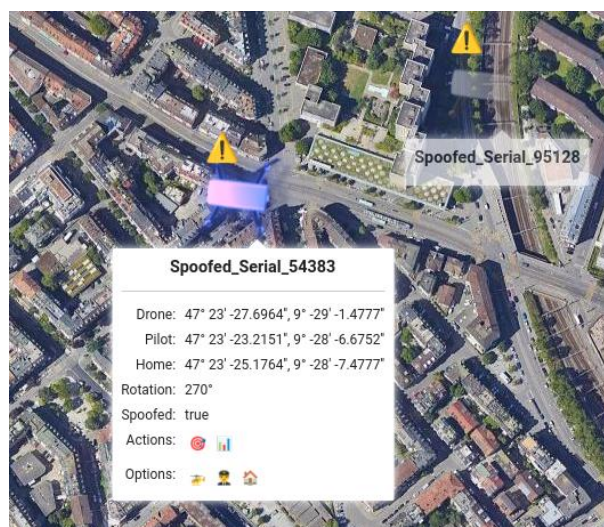 Spoofed_Serial_95128
Spoofed_Serial_54383
Drone: 47° 23' -27.6964", 9° -29' -1.4777"
Pilot: 47° 23' -23.2151", 9° -28' -6.6752"
Home: 47° 23' -25.1764", 9° -28' -7.4777"
Rotation: 270°
Spoofed: true
Actions:
Options: